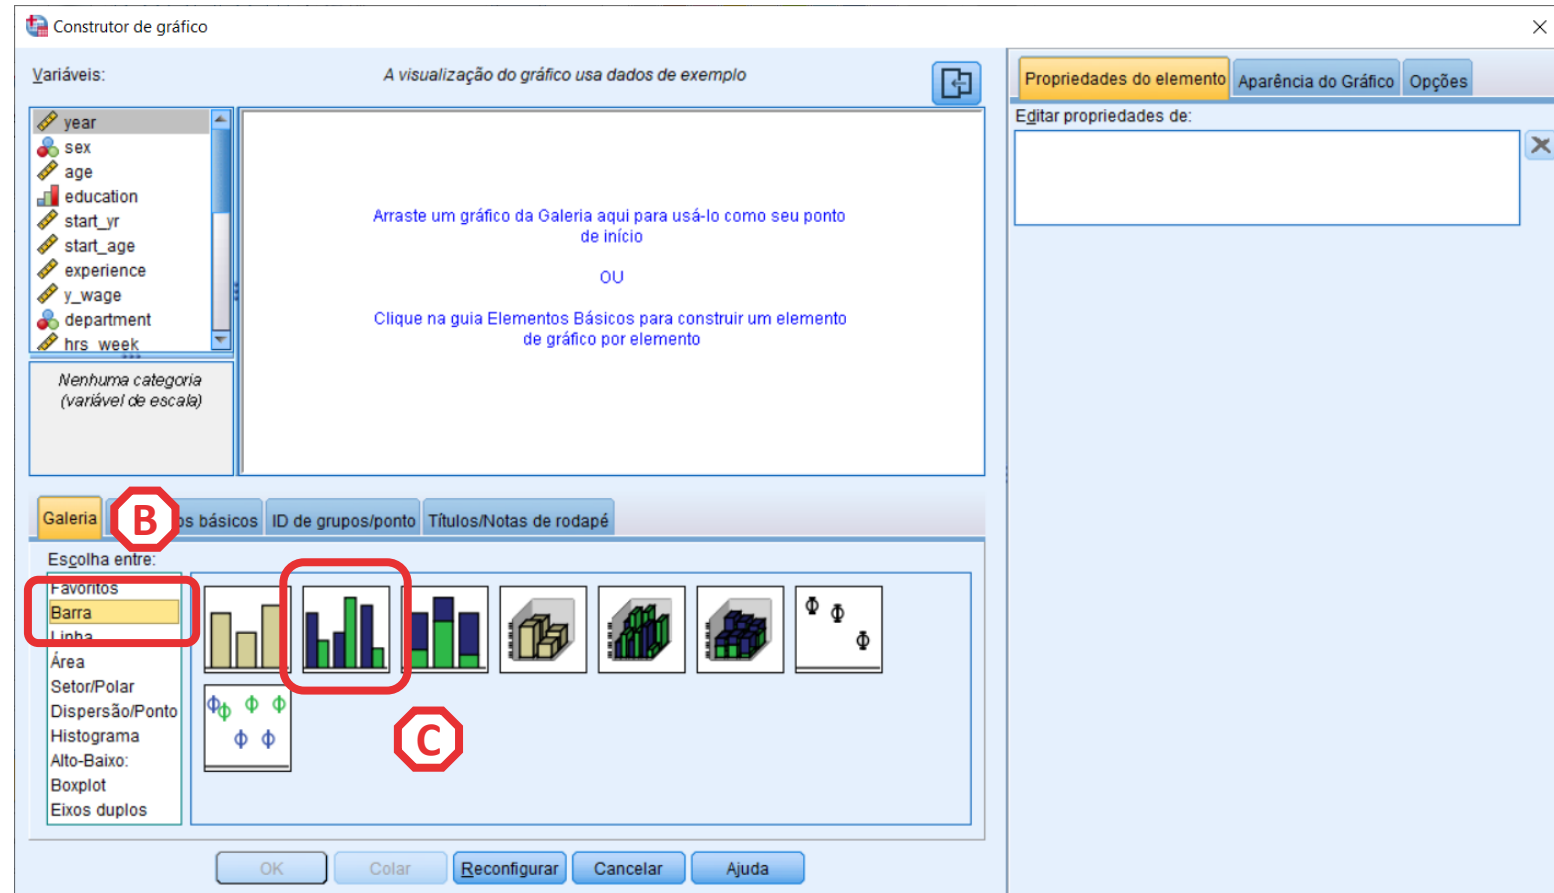 Construtor de gráfico
Variáveis:
A visualização do gráfico usa dados de exemplo
year
sex
age
education
start_yr
start_age
experience
y_wage
department
hrs_week
Nenhuma categoria
(variável de escala)
Arraste um gráfico da Galeria aqui para usá-lo como seu ponto
de início
OU
Clique na guia Elementos Básicos para construir um elemento
de gráfico por elemento
Propriedades do elemento
Aparência do Gráfico
Opções
Editar propriedades de:
Galeria
B
os básicos
ID de grupos/ponto
Títulos/Notas de rodapé
Escolha entre:
Favoritos
Barra
Linha
Área
Setor/Polar
Dispersão/Ponto
Histograma
Alto-Baixo:
Boxplot
Eixos duplos
C
OK
Colar
Reconfigurar
Cancelar
Ajuda